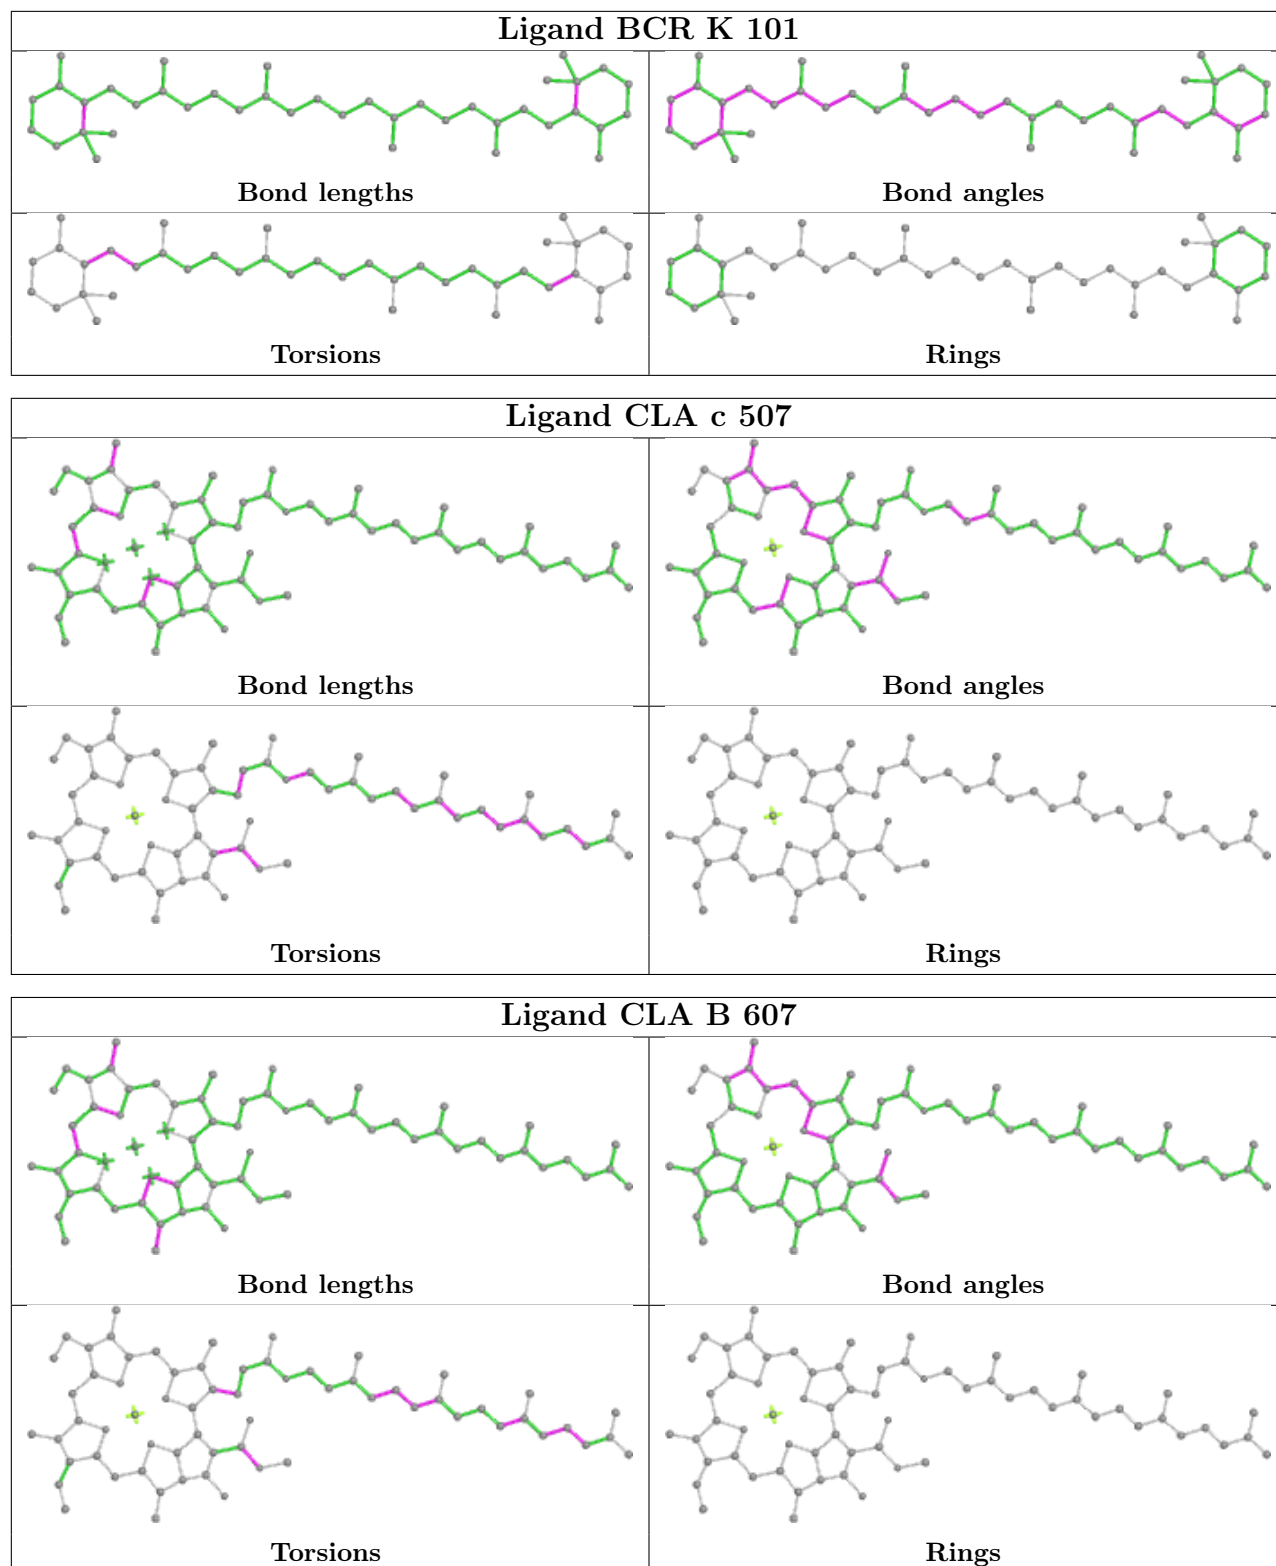 Ligand BCR K 101
Bond lengths
Bond angles
Torsions
Rings
Ligand CLA c 507
Bond lengths
Bond angles
Torsions
Rings
Ligand CLA B 607
Bond lengths
Bond angles
Torsions
Rings